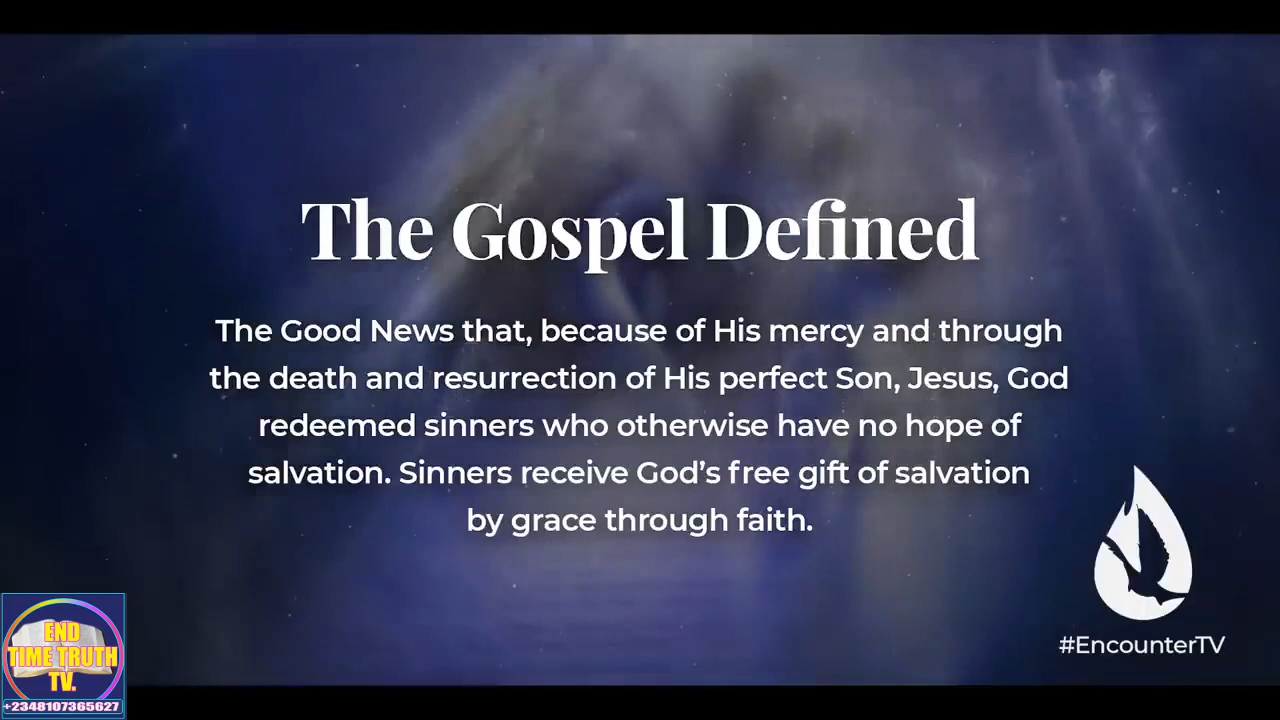 The Gospel Defined
The Good News that, because of His mercy and through
the death and resurrection of His perfect Son, Jesus, God
redeemed sinners who otherwise have no hope of
salvation. Sinners receive God’s free gift of salvation
by grace through faith.
#EncounterTV
END
TIME TRUTH
TV.
+2348107365627